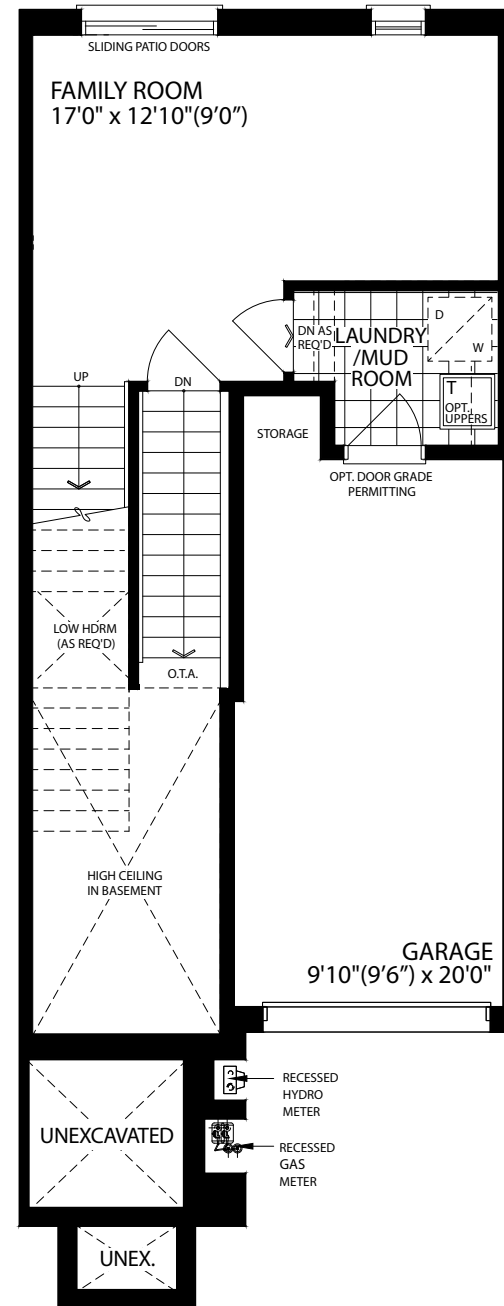 SLIDING PATIO DOORS
FAMILY ROOM
17'0" x 12'10"(9'0")
DN AS
REQ'D
LAUNDRY
/MUD
ROOM
D
W
T
OPT.
UPPERS
UP
DN
STORAGE
OPT. DOOR GRADE
PERMITTING
LOW HDRM
(AS REQ'D)
O.T.A.
HIGH CEILING
IN BASEMENT
GARAGE
9'10"(9'6") x 20'0"
RECESSED
HYDRO
METER
UNEXCAVATED
RECESSED
GAS
METER
UNEX.